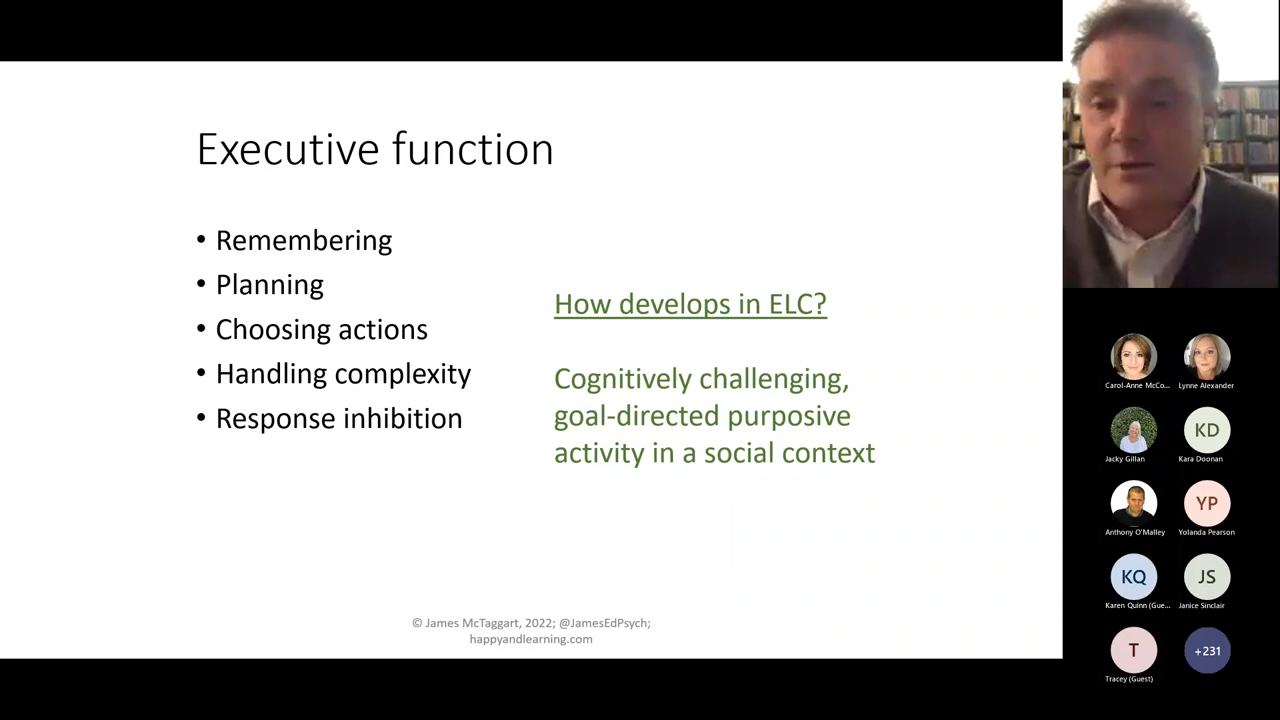 Executive function
• Remembering
• Planning
• Choosing actions
• Handling complexity
• Response inhibition
How develops in ELC?
Cognitively challenging,
goal-directed purposive
activity in a social context
© James McTaggart, 2022; @JamesEdPsych;
happyandlearning.com
Carol-Anne McCo...
Lynne Alexander
Jacky Gillan
KD
Kara Doonan
Anthony O'Malley
YP
Yolanda Pearson
KQ
Karen Quinn (Gue...
JS
Janice Sinclair
T
Tracey (Guest)
+231